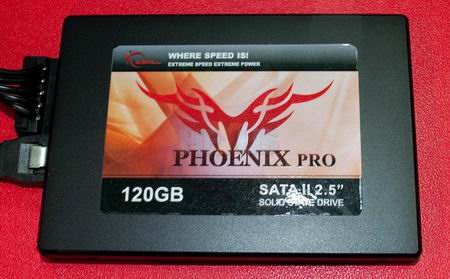 G.SKILL
WHERE SPEED IS!
EXTREME SPEED EXTREME POWER
PHOENIX PRO
120GB
SATA II 2.5"
SOLID STATE DRIVE